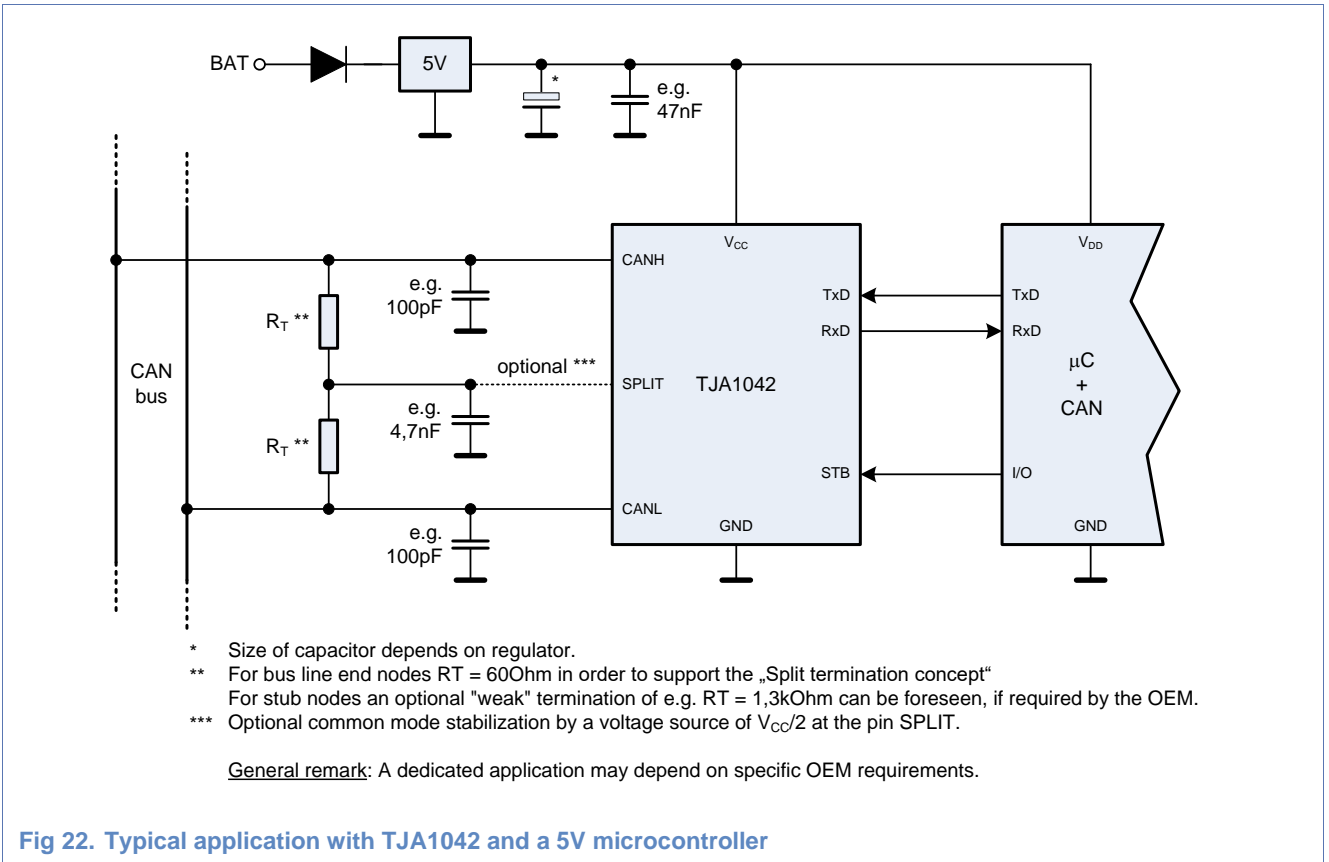 BAT
5V
*
e.g.
47nF
V_CC
V_DD
CANH
e.g.
100pF
TxD
TxD
R_T **
RxD
RxD
optional ***
CAN
bus
SPLIT
TJA1042
µC
+
CAN
e.g.
4,7nF
R_T **
STB
I/O
CANL
GND
GND
e.g.
100pF
* Size of capacitor depends on regulator.
** For bus line end nodes RT = 60Ohm in order to support the „Split termination concept“
For stub nodes an optional "weak" termination of e.g. RT = 1,3kOhm can be foreseen, if required by the OEM.
*** Optional common mode stabilization by a voltage source of V_CC/2 at the pin SPLIT.
General remark: A dedicated application may depend on specific OEM requirements.
Fig 22. Typical application with TJA1042 and a 5V microcontroller